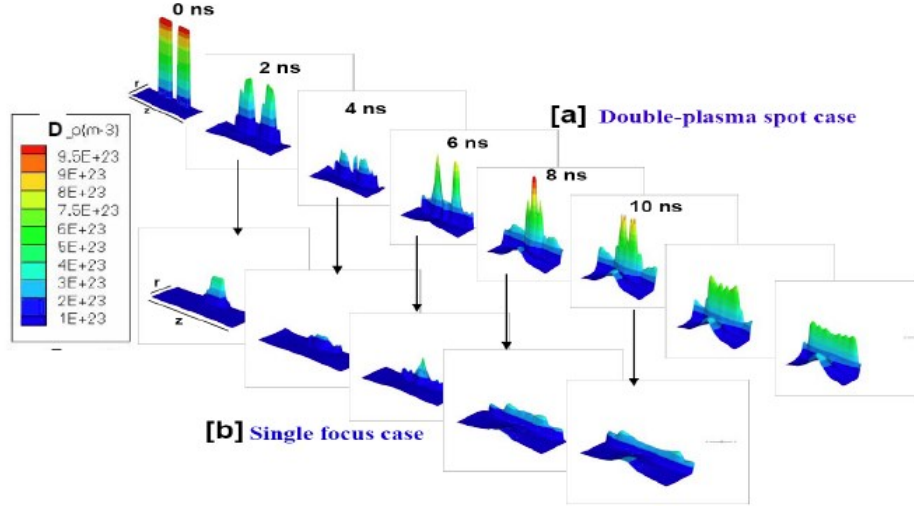 0 ns
2 ns
4 ns
6 ns
8 ns
10 ns
[a] Double-plasma spot case
r
z
D_ρ(m-3)
9.5E+23
9E+23
8E+23
7.5E+23
6E+23
5E+23
4E+23
3E+23
2E+23
1E+23
r
z
[b] Single focus case